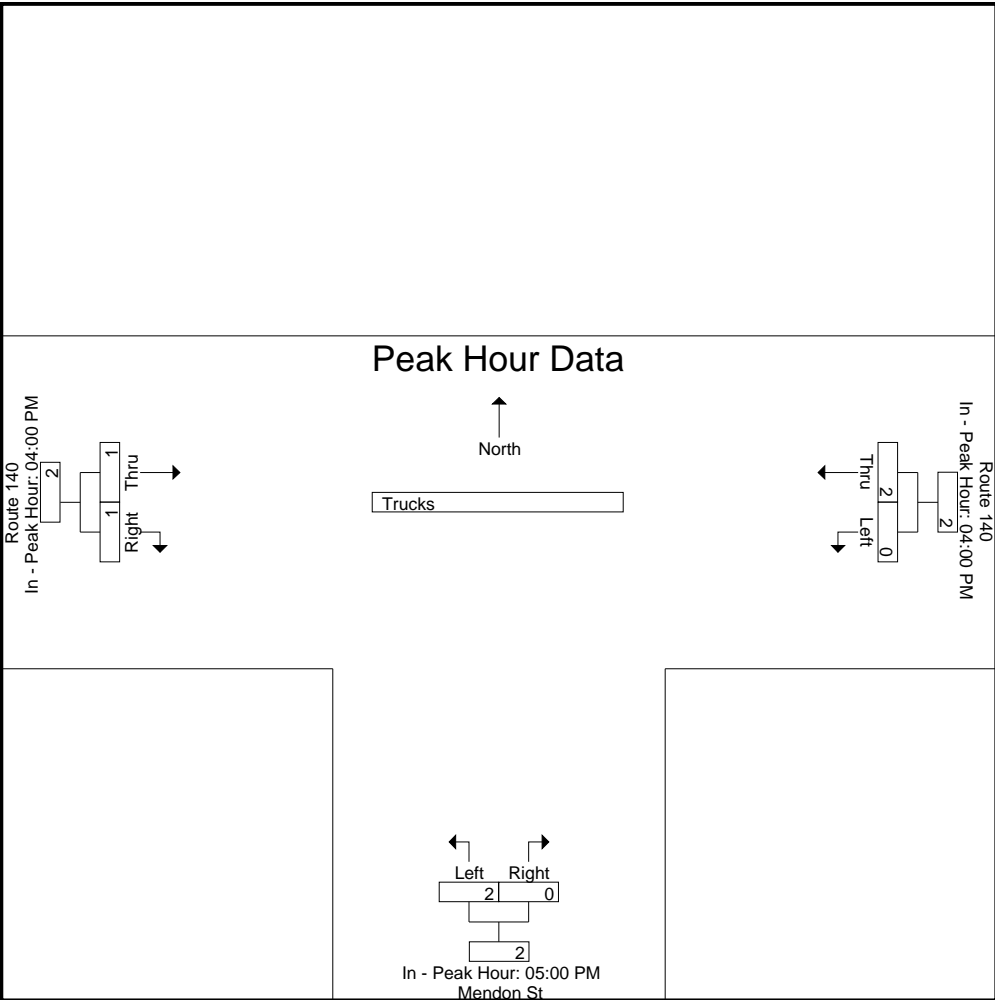 Peak Hour Data
North
Trucks
Route 140
In - Peak Hour: 04:00 PM
2
1
1
Thru
Right
Route 140
In - Peak Hour: 04:00 PM
2
2
0
Thru
Left
Left Right
2 0
2
In - Peak Hour: 05:00 PM
Mendon St